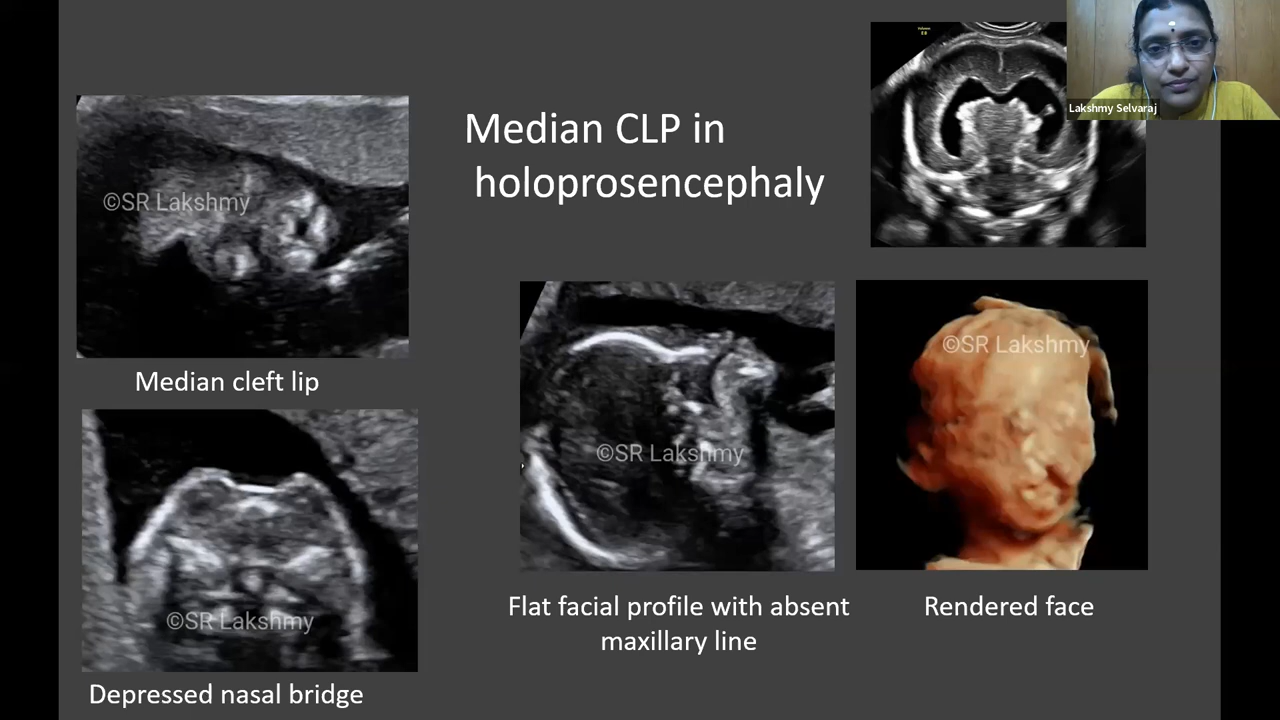 Lakshmy Selvaraj
Median CLP in
holoprosencephaly
©SR Lakshmy
Median cleft lip
©SR Lakshmy
Depressed nasal bridge
©SR Lakshmy
Flat facial profile with absent
maxillary line
©SR Lakshmy
Rendered face